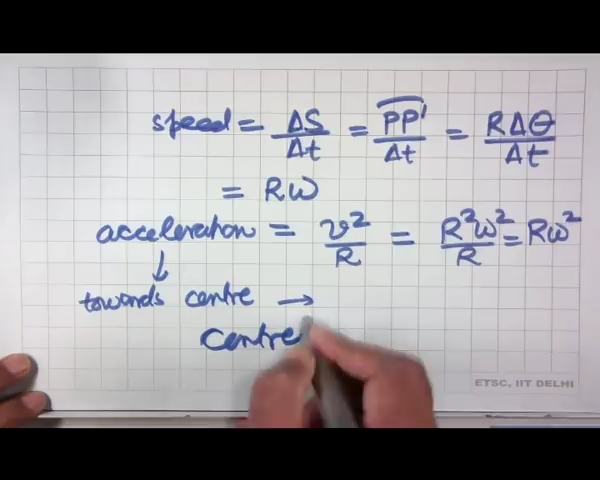 speed = ΔS/Δt = PP'/Δt = RΔθ/Δt
= Rω
acceleration = v²/R = R²ω²/R = Rω²
↓
towards centre →
centre
ETSC, IIT DELHI